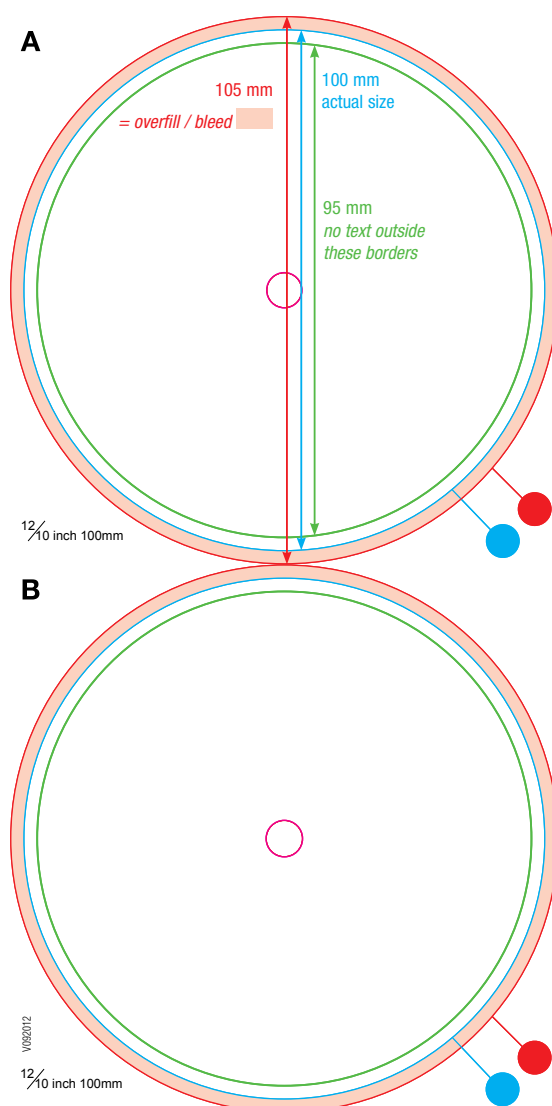 A
105 mm
= overfill / bleed
100 mm
actual size
95 mm
no text outside
these borders
12/10 inch 100mm
B
V092012
12/10 inch 100mm